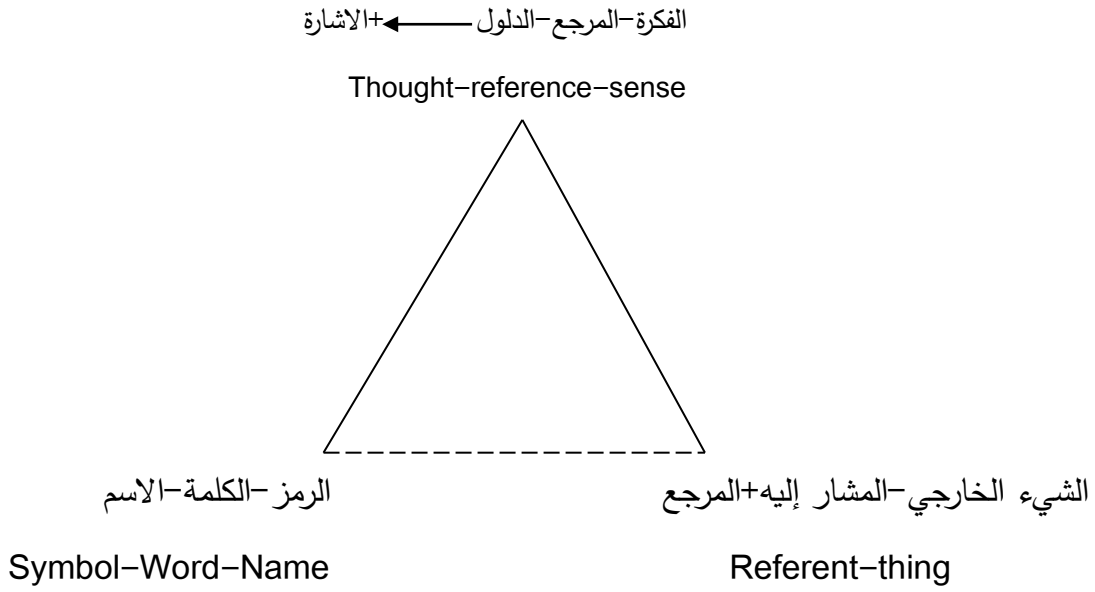 الفكرة–المرجع–الدلول ←+الاشارة
Thought–reference–sense
الرمز –الكلمة–الاسم
الشيء الخارجي–المشار إليه+المرجع
Symbol–Word–Name
Referent–thing